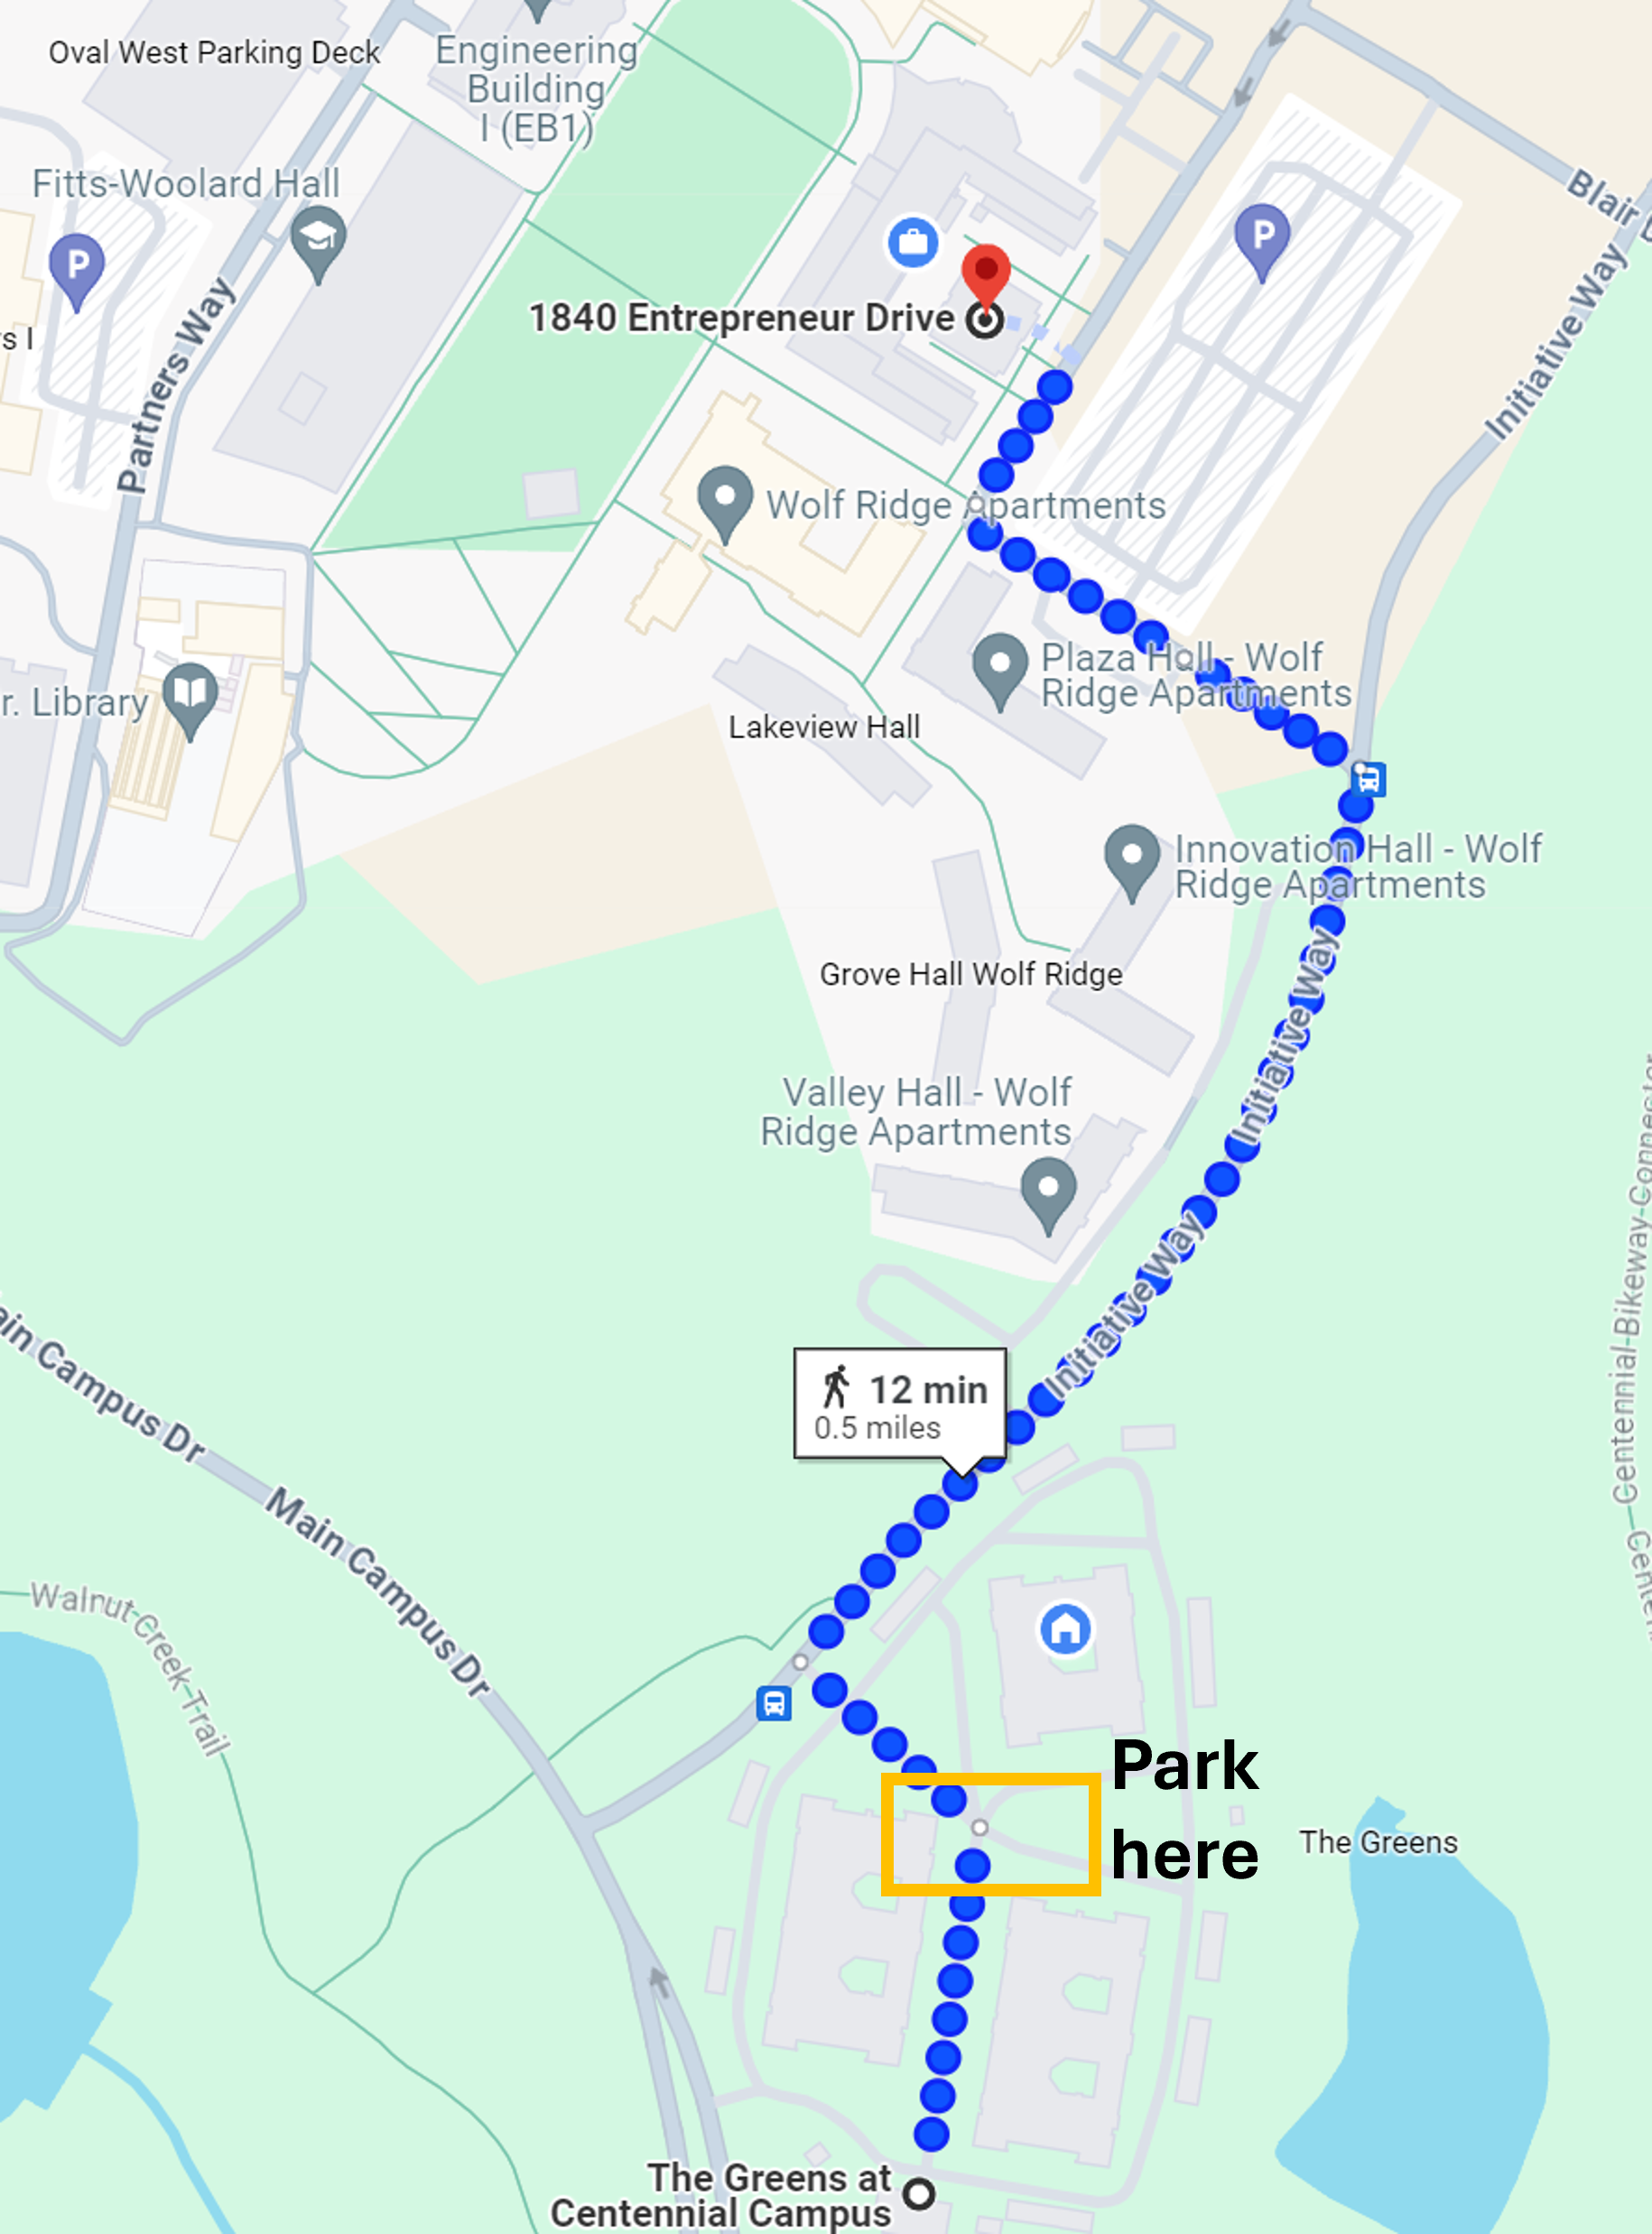 Oval West Parking Deck
Engineering
Building
I (EB1)
Fitts-Woolard Hall
P
P
Blair
s I
Partners Way
Initiative Way
1840 Entrepreneur Drive
Wolf Ridge Apartments
Plaza Hall - Wolf
Ridge Apartments
r. Library
Lakeview Hall
Innovation Hall - Wolf
Ridge Apartments
Initiative Way
Grove Hall Wolf Ridge
Valley Hall - Wolf
Ridge Apartments
Centennial Bikeway Connector
Initiative Way
ain Campus Dr
12 min
0.5 miles
Main Campus Dr
Walnut Creek Trail
Park
here
The Greens
The Greens at
Centennial Campus